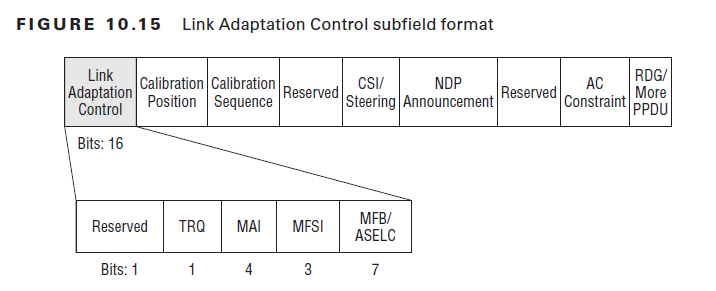 FIGURE 10.15 Link Adaptation Control subfield format
Link
Adaptation
Control
Calibration
Position
Calibration
Sequence
Reserved
CSI/
Steering
NDP
Announcement
Reserved
AC
Constraint
RDG/
More
PPDU
Bits: 16
Reserved
TRQ
MAI
MFSI
MFB/
ASELC
Bits: 1 1 4 3 7